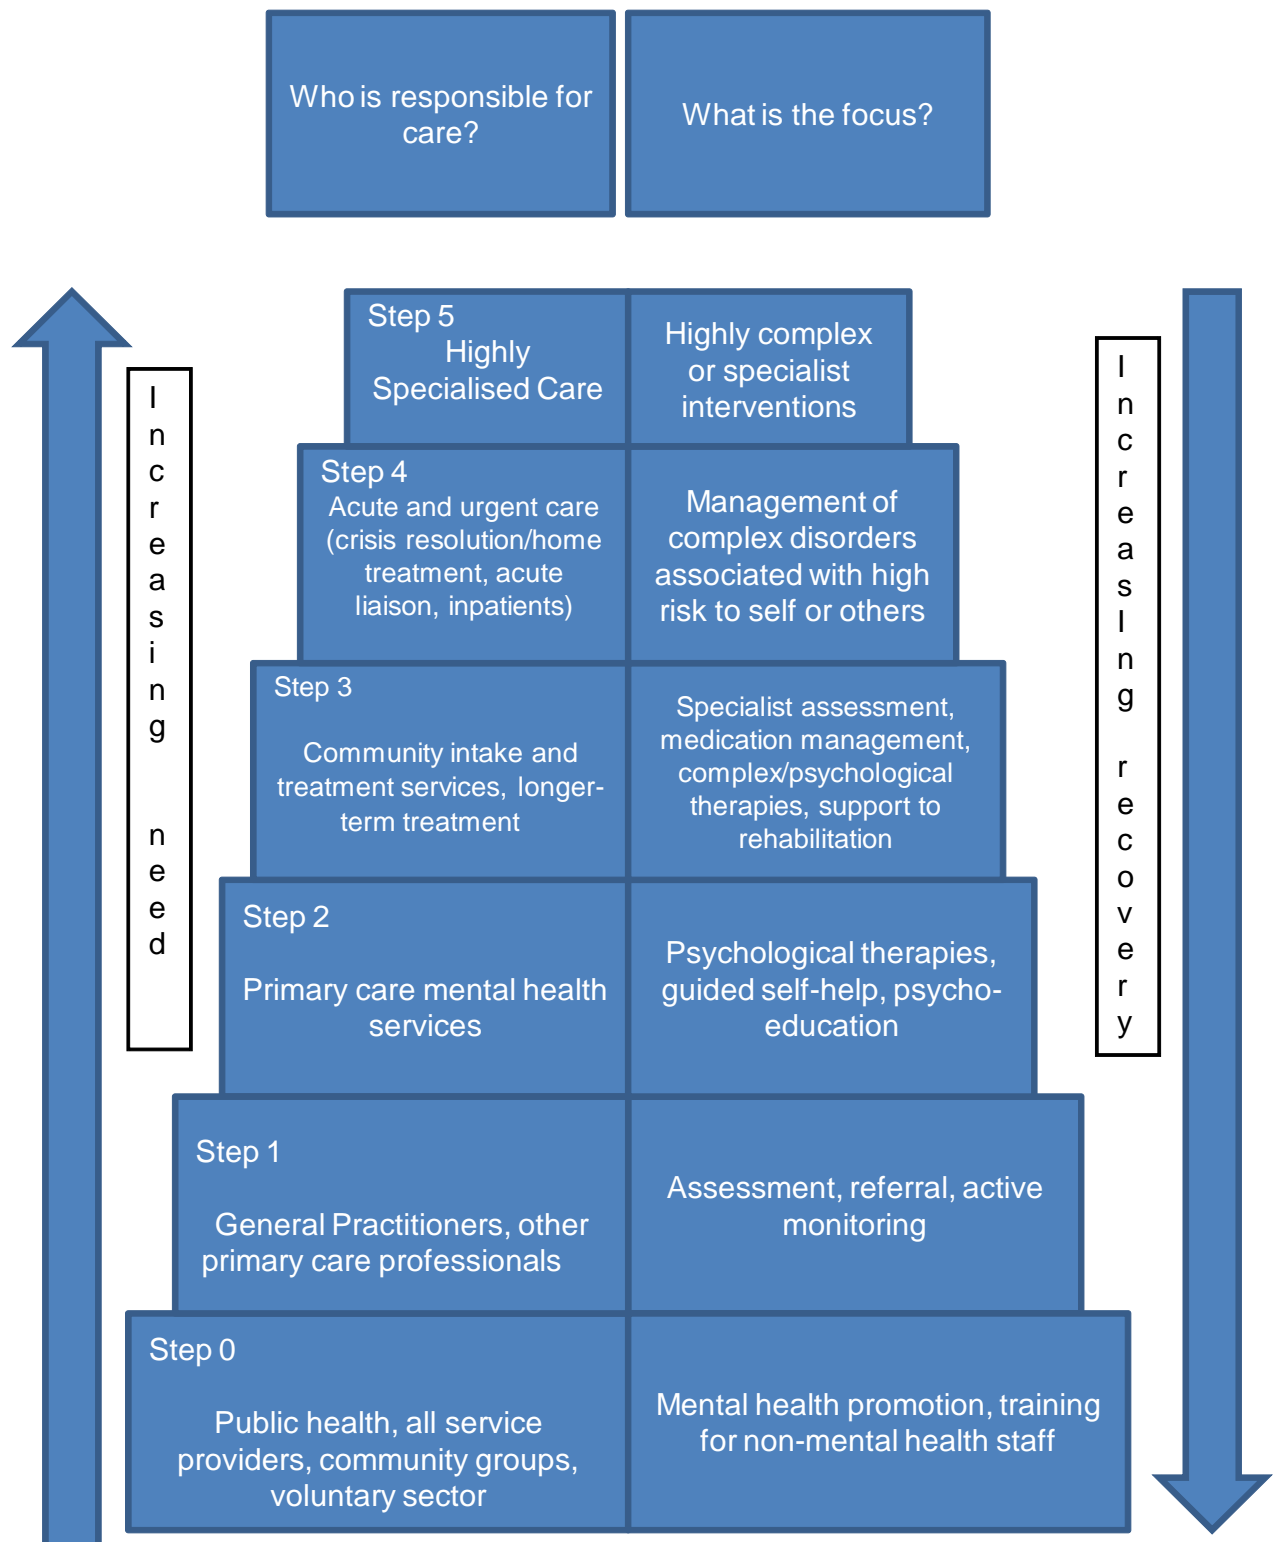 Who is responsible for
care?
What is the focus?
Step 5
Highly
Specialised Care
Highly complex
or specialist
interventions
Step 4
Acute and urgent care
(crisis resolution/home
treatment, acute
liaison, inpatients)
Management of
complex disorders
associated with high
risk to self or others
Step 3
Community intake and
treatment services, longer-
term treatment
Specialist assessment,
medication management,
complex/psychological
therapies, support to
rehabilitation
Step 2
Primary care mental health
services
Psychological therapies,
guided self-help, psycho-
education
Step 1
General Practitioners, other
primary care professionals
Assessment, referral, active
monitoring
Step 0
Public health, all service
providers, community groups,
voluntary sector
Mental health promotion, training
for non-mental health staff
Increasing need
IncreasIng recovery